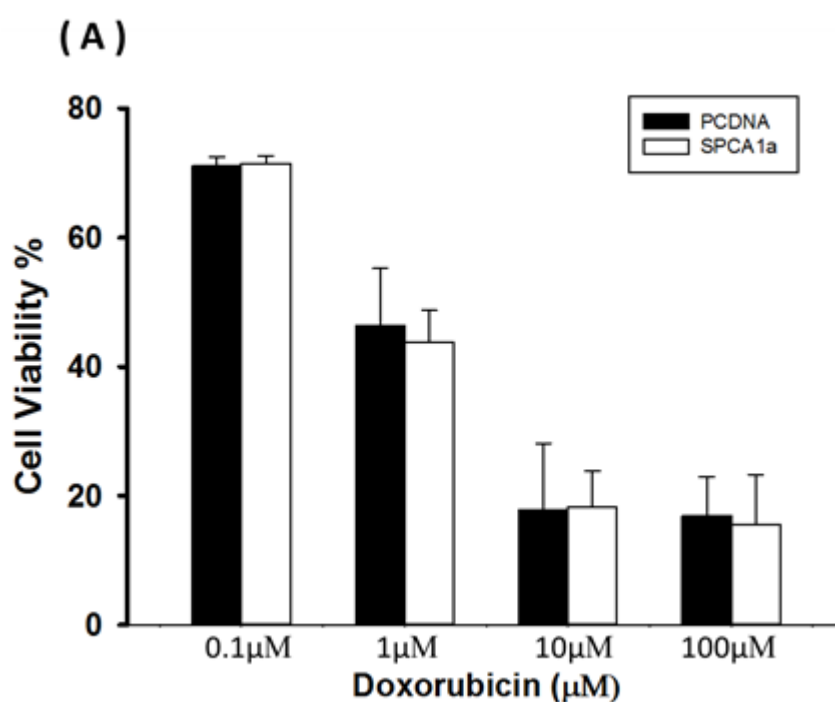 ( A )
80
60
40
20
0
Cell Viability %
PCDNA
SPCA1a
0.1μM 1μM 10μM 100μM
Doxorubicin (μM)